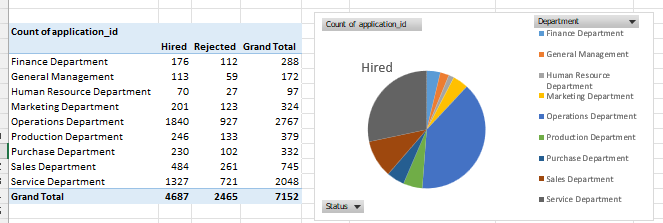 Count of application_id
Hired Rejected Grand Total
Finance Department 176 112 288
General Management 113 59 172
Human Resource Department 70 27 97
Marketing Department 201 123 324
Operations Department 1840 927 2767
Production Department 246 133 379
Purchase Department 230 102 332
Sales Department 484 261 745
Service Department 1327 721 2048
Grand Total 4687 2465 7152
Count of application_id
Hired
Status
Department
Finance Department
General Management
Human Resource
Department
Marketing Department
Operations Department
Production Department
Purchase Department
Sales Department
Service Department